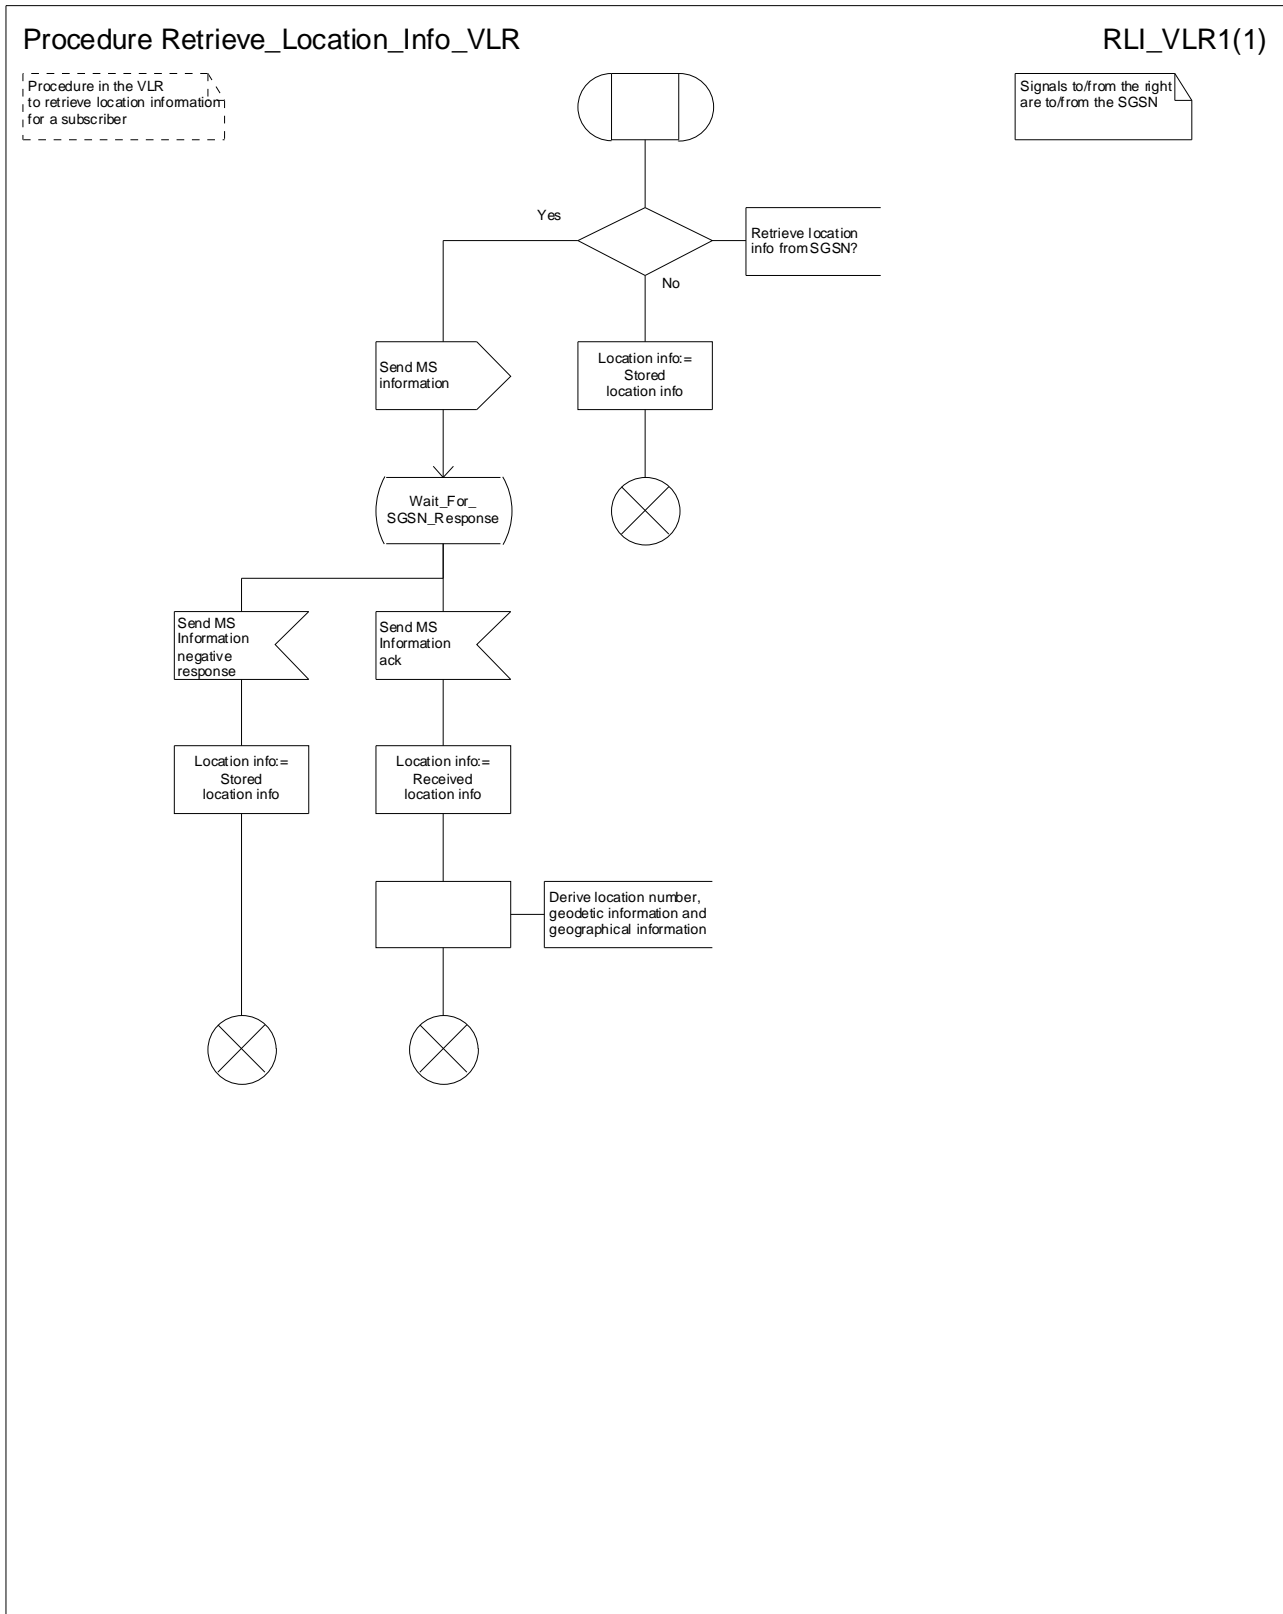 Procedure Retrieve_Location_Info_VLR
RLI_VLR1(1)
Procedure in the VLR
to retrieve location information
for a subscriber
Signals to/from the right
are to/from the SGSN
Yes
Retrieve location
info from SGSN?
No
Send MS
information
Location info:=
Stored
location info
Wait_For_
SGSN_Response
Send MS
Information
negative
response
Send MS
Information
ack
Location info:=
Stored
location info
Location info:=
Received
location info
Derive location number,
geodetic information and
geographical information